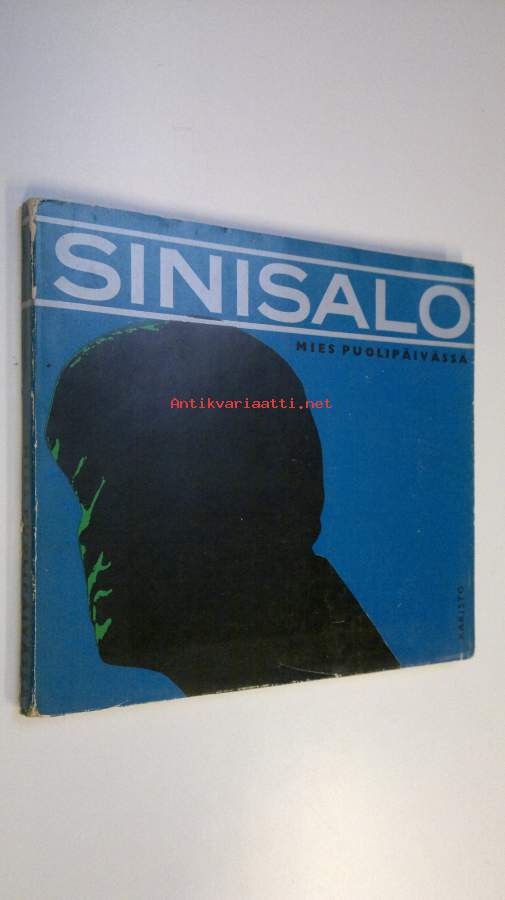 SINISALO
MIES PUOLIPÄIVÄSSÄ
Antikvariaatti.net
KARISTO